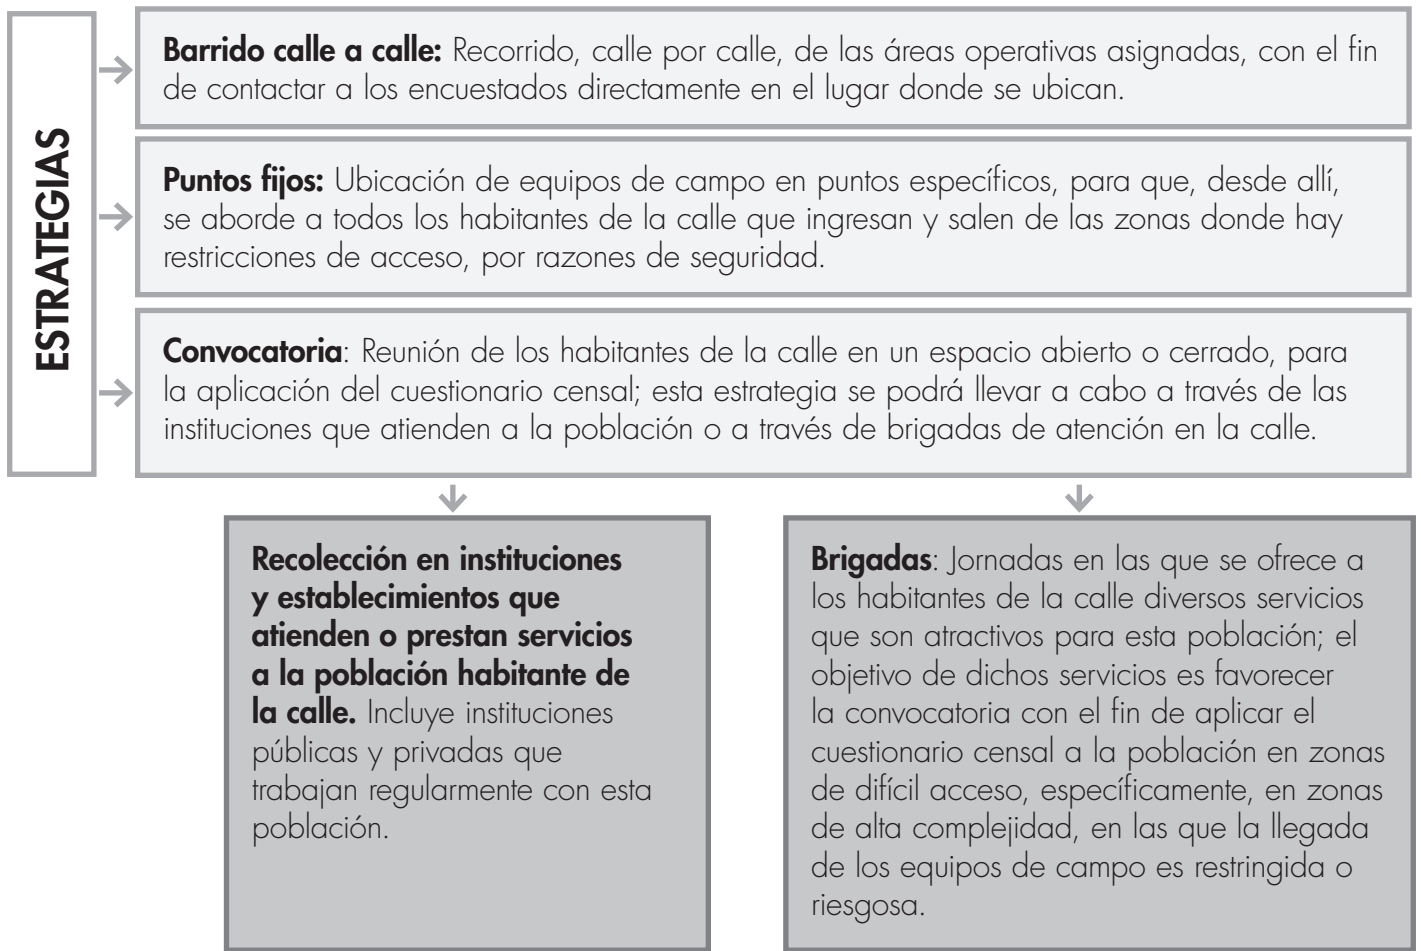 ESTRATEGIAS
Barrido calle a calle: Recorrido, calle por calle, de las áreas operativas asignadas, con el fin
de contactar a los encuestados directamente en el lugar donde se ubican.
Puntos fijos: Ubicación de equipos de campo en puntos específicos, para que, desde allí,
se aborde a todos los habitantes de la calle que ingresan y salen de las zonas donde hay
restricciones de acceso, por razones de seguridad.
Convocatoria: Reunión de los habitantes de la calle en un espacio abierto o cerrado, para
la aplicación del cuestionario censal; esta estrategia se podrá llevar a cabo a través de las
instituciones que atienden a la población o a través de brigadas de atención en la calle.
Recolección en instituciones
y establecimientos que
atienden o prestan servicios
a la población habitante de
la calle. Incluye instituciones
públicas y privadas que
trabajan regularmente con esta
población.
Brigadas: Jornadas en las que se ofrece a
los habitantes de la calle diversos servicios
que son atractivos para esta población; el
objetivo de dichos servicios es favorecer
la convocatoria con el fin de aplicar el
cuestionario censal a la población en zonas
de difícil acceso, específicamente, en zonas
de alta complejidad, en las que la llegada
de los equipos de campo es restringida o
riesgosa.